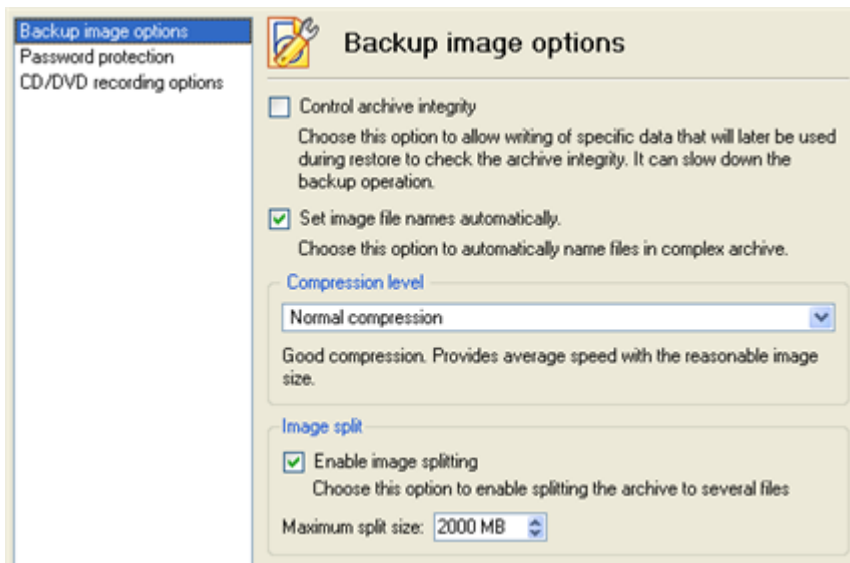 Backup image options
Password protection
CD/DVD recording options
Backup image options
Control archive integrity
Choose this option to allow writing of specific data that will later be used
during restore to check the archive integrity. It can slow down the
backup operation.
Set image file names automatically.
Choose this option to automatically name files in complex archive.
Compression level
Normal compression
Good compression. Provides average speed with the reasonable image
size.
Image split
Enable image splitting
Choose this option to enable splitting the archive to several files
Maximum split size: 2000 MB